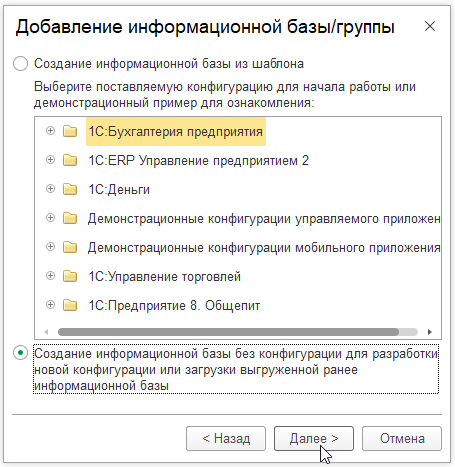 Добавление информационной базы/группы
Создание информационной базы из шаблона
Выберите поставляемую конфигурацию для начала работы или
демонстрационный пример для ознакомления:
1С:Бухгалтерия предприятия
1С:ERP Управление предприятием 2
1С:Деньги
Демонстрационные конфигурации управляемого приложен
Демонстрационные конфигурации мобильного приложения
1С:Управление торговлей
1С:Предприятие 8. Общепит
Создание информационной базы без конфигурации для разработки
новой конфигурации или загрузки выгруженной ранее
информационной базы
< Назад Далее > Отмена